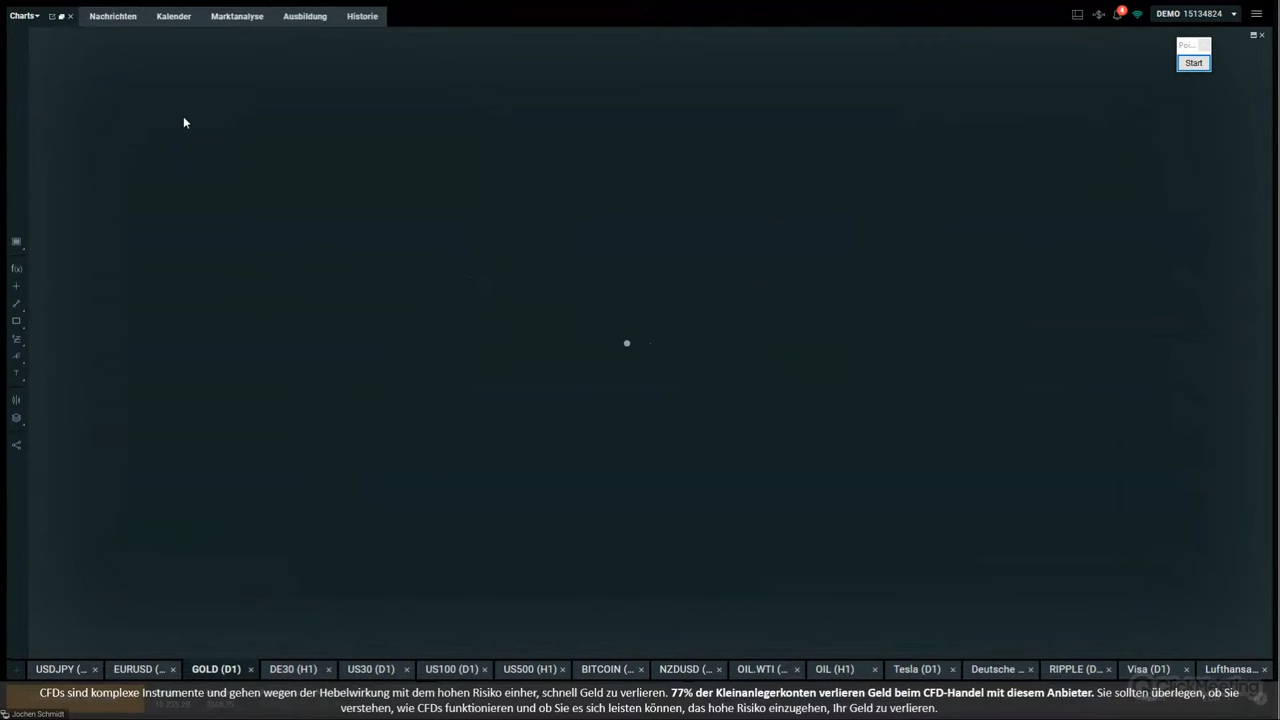 Charts
Nachrichten
Kalender
Marktanalyse
Ausbildung
Historie
4
DEMO 15134824
Start
f(x)
T
USDJPY (...
EURUSD (...
GOLD (D1)
DE30 (H1)
US30 (D1)
US100 (D1)
US500 (H1)
BITCOIN (...
NZDUSD (...
OIL.WTI (...
OIL (H1)
Tesla (D1)
Deutsche ...
RIPPLE (D...
Visa (D1)
Lufthansa...
ClickMeeting
CFDs sind komplexe Instrumente und gehen wegen der Hebelwirkung mit dem hohen Risiko einher, schnell Geld zu verlieren. 77% der Kleinanlegerkonten verlieren Geld beim CFD-Handel mit diesem Anbieter. Sie sollten überlegen, ob Sie
verstehen, wie CFDs funktionieren und ob Sie es sich leisten können, das hohe Risiko einzugehen, Ihr Geld zu verlieren.
Jochen Schmidt